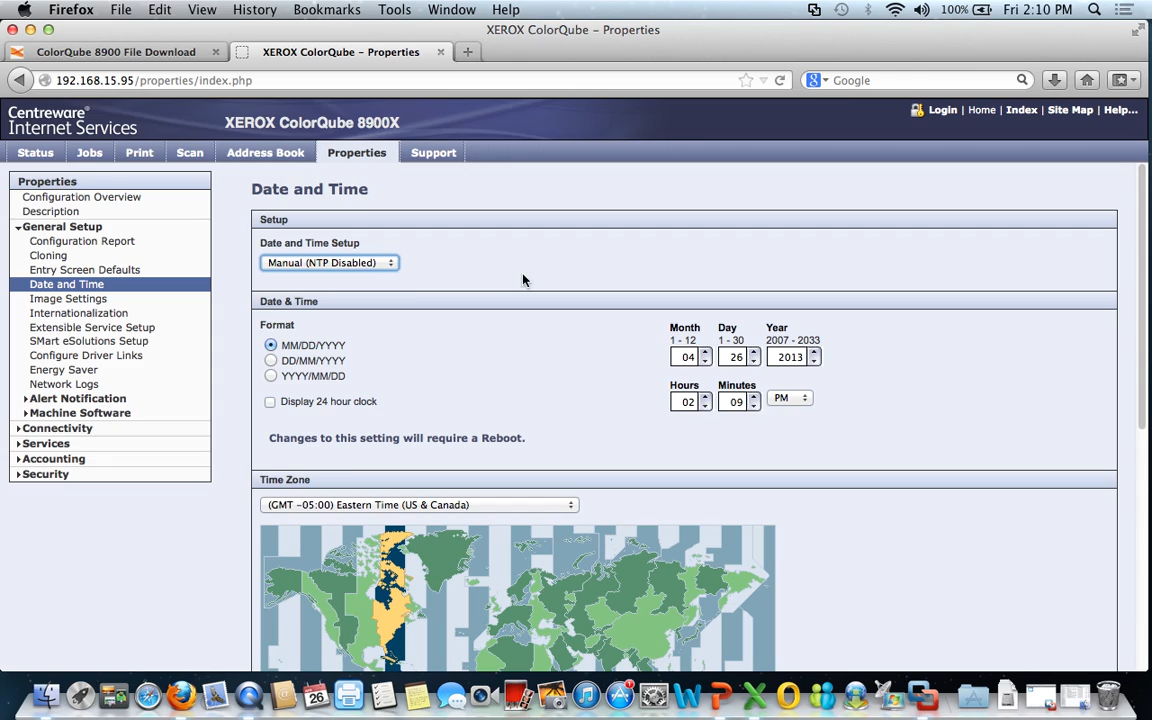 Firefox File Edit View History Bookmarks Tools Window Help 100% Fri 2:10 PM
XEROX ColorQube – Properties
ColorQube 8900 File Download XEROX ColorQube – Properties
192.168.15.95/properties/index.php Google
Centreware® Internet Services
XEROX ColorQube 8900X
Login | Home | Index | Site Map | Help...
Status Jobs Print Scan Address Book Properties Support
Properties
Configuration Overview
Description
General Setup
Configuration Report
Cloning
Entry Screen Defaults
Date and Time
Image Settings
Internationalization
Extensible Service Setup
SMart eSolutions Setup
Configure Driver Links
Energy Saver
Network Logs
Alert Notification
Machine Software
Connectivity
Services
Accounting
Security
Date and Time
Setup
Date and Time Setup
Manual (NTP Disabled)
Date & Time
Format
MM/DD/YYYY
DD/MM/YYYY
YYYY/MM/DD
Display 24 hour clock
Month Day Year
1 - 12 1 - 30 2007 - 2033
04 26 2013
Hours Minutes
02 09 PM
Changes to this setting will require a Reboot.
Time Zone
(GMT -05:00) Eastern Time (US & Canada)